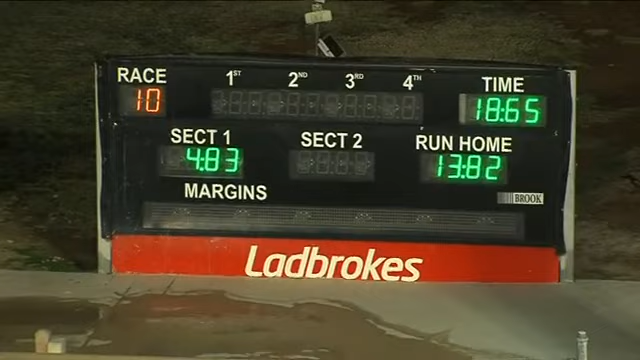 RACE 1ST 2ND 3RD 4TH TIME
10 18:65
SECT 1 SECT 2 RUN HOME
4:83 13:82
MARGINS BROOK
Ladbrokes